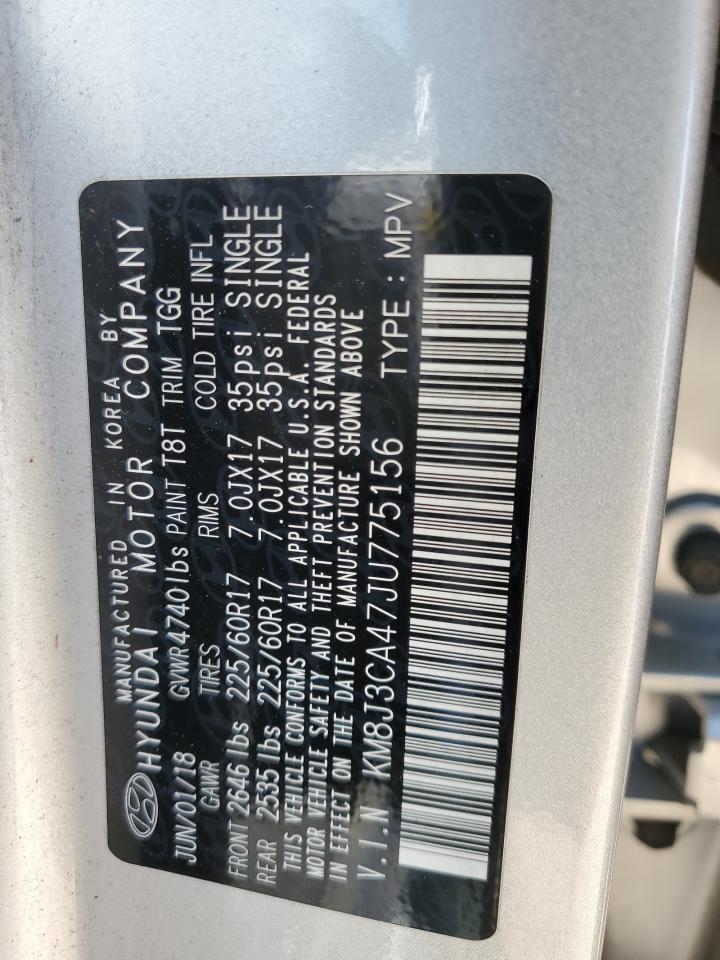 MANUFACTURED IN KOREA BY
HYUNDAI MOTOR COMPANY
JUN/01/18 GVWR4740lbs PAINT T8T TRIM TGG
GAWR TIRES RIMS COLD TIRE INFL
FRONT 2646 lbs 225/60R17 7.0JX17 35psi SINGLE
REAR 2535 lbs 225/60R17 7.0JX17 35psi SINGLE
THIS VEHICLE CONFORMS TO ALL APPLICABLE U.S.A. FEDERAL
MOTOR VEHICLE SAFETY AND THEFT PREVENTION STANDARDS
IN EFFECT ON THE DATE OF MANUFACTURE SHOWN ABOVE
V.I.N KM8J3CA47JU775156 TYPE : MPV